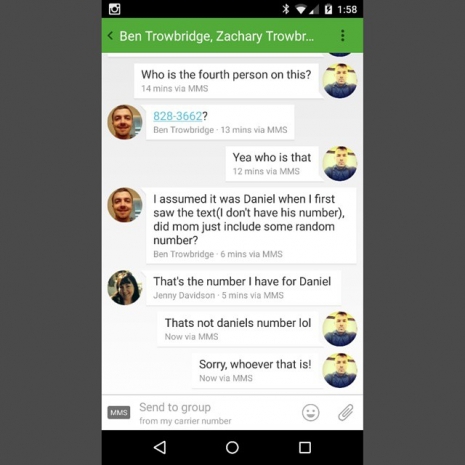 1:58
Ben Trowbridge, Zachary Trowbr...
Who is the fourth person on this?
14 mins via MMS
828-3662?
Ben Trowbridge · 13 mins via MMS
Yea who is that
12 mins via MMS
I assumed it was Daniel when I first
saw the text(I don't have his number),
did mom just include some random
number?
Ben Trowbridge · 6 mins via MMS
That's the number I have for Daniel
Jenny Davidson · 5 mins via MMS
Thats not daniels number lol
Now via MMS
Sorry, whoever that is!
Now via MMS
MMS
Send to group
from my carrier number